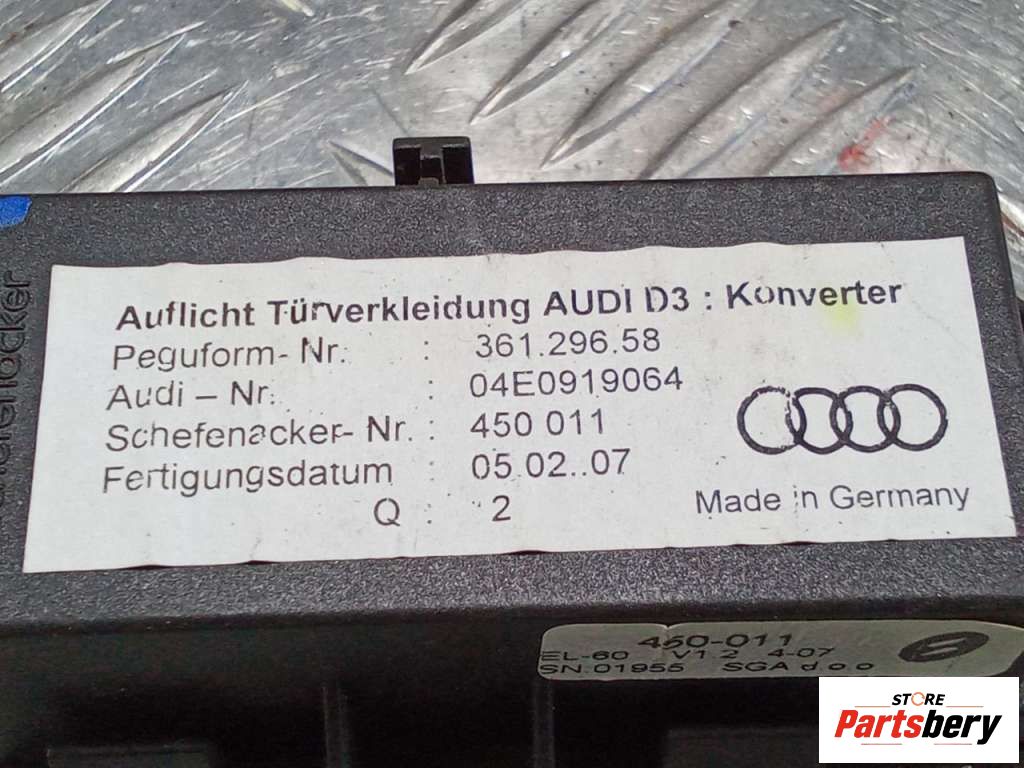 Auflicht Türverkleidung AUDI D3 : Konverter
Peguform- Nr. : 361.296.58
Audi – Nr. : 04E0919064
Schefenacker- Nr. : 450 011
Fertigungsdatum : 05.02..07
Q : 2
Made in Germany
460-011
EL-60 V1.2 4-07
SN:01955 SGA d.o.o
STORE
Partsbery